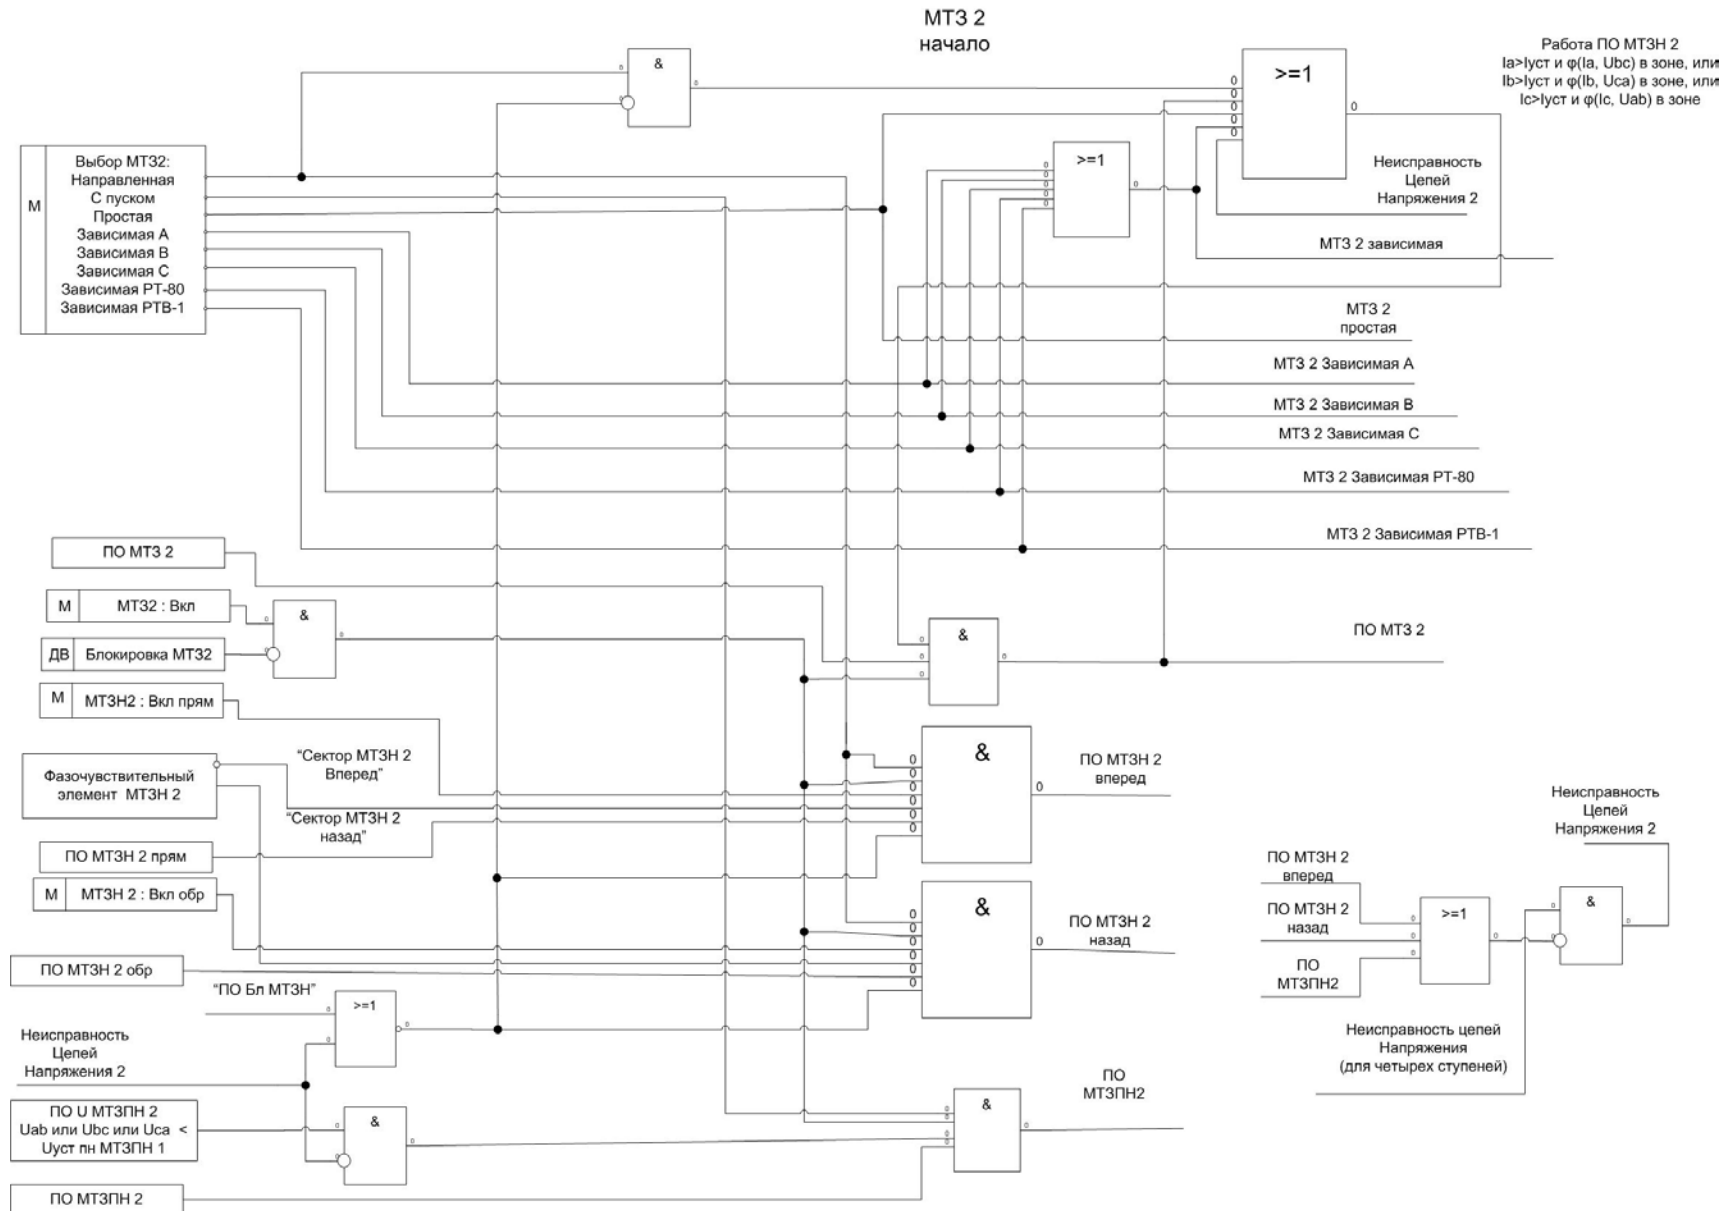 МТЗ 2
начало
Работа ПО МТЗН 2
Ia>Iуст и φ(Ia, Ubc) в зоне, или
Ib>Iуст и φ(Ib, Uca) в зоне, или
Ic>Iуст и φ(Ic, Uab) в зоне
&
>=1
>=1
М
Выбор МТЗ2:
Направленная
С пуском
Простая
Зависимая А
Зависимая В
Зависимая С
Зависимая РТ-80
Зависимая РТВ-1
Неисправность
Цепей
Напряжения 2
МТЗ 2 зависимая
МТЗ 2
простая
МТЗ 2 Зависимая А
МТЗ 2 Зависимая В
МТЗ 2 Зависимая С
МТЗ 2 Зависимая РТ-80
МТЗ 2 Зависимая РТВ-1
ПО МТЗ 2
М МТЗ2 : Вкл
&
ДВ Блокировка МТЗ2
&
ПО МТЗ 2
М МТЗН2 : Вкл прям
Фазочувствительный
элемент МТЗН 2
“Сектор МТЗН 2
Вперед”
“Сектор МТЗН 2
назад”
&
ПО МТЗН 2
вперед
ПО МТЗН 2 прям
М МТЗН 2 : Вкл обр
&
ПО МТЗН 2
назад
ПО МТЗН 2 обр
“ПО Бл МТЗН”
>=1
Неисправность
Цепей
Напряжения 2
ПО U МТЗПН 2
Uab или Ubc или Uca <
Uуст пн МТЗПН 1
&
ПО МТЗПН 2
&
ПО
МТЗПН2
Неисправность
Цепей
Напряжения 2
ПО МТЗН 2
вперед
ПО МТЗН 2
назад
ПО
МТЗПН2
>=1
&
Неисправность цепей
Напряжения
(для четырех ступеней)